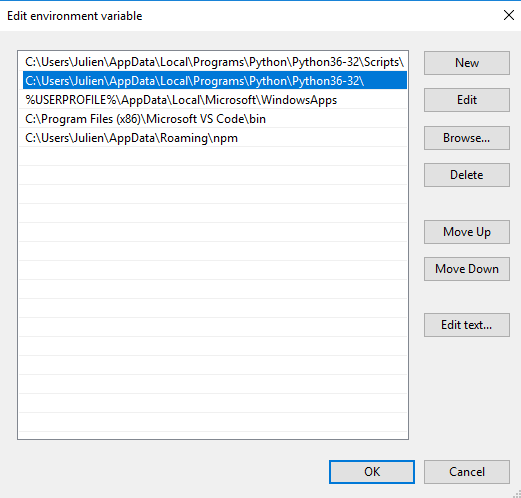 Edit environment variable
C:\Users\Julien\AppData\Local\Programs\Python\Python36-32\Scripts\
C:\Users\Julien\AppData\Local\Programs\Python\Python36-32\
%USERPROFILE%\AppData\Local\Microsoft\WindowsApps
C:\Program Files (x86)\Microsoft VS Code\bin
C:\Users\Julien\AppData\Roaming\npm
New
Edit
Browse...
Delete
Move Up
Move Down
Edit text...
OK
Cancel